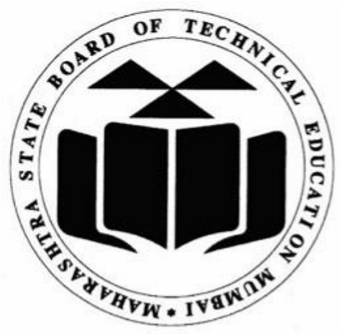 MAHARASHTRA STATE BOARD OF TECHNICAL EDUCATION MUMBAI *